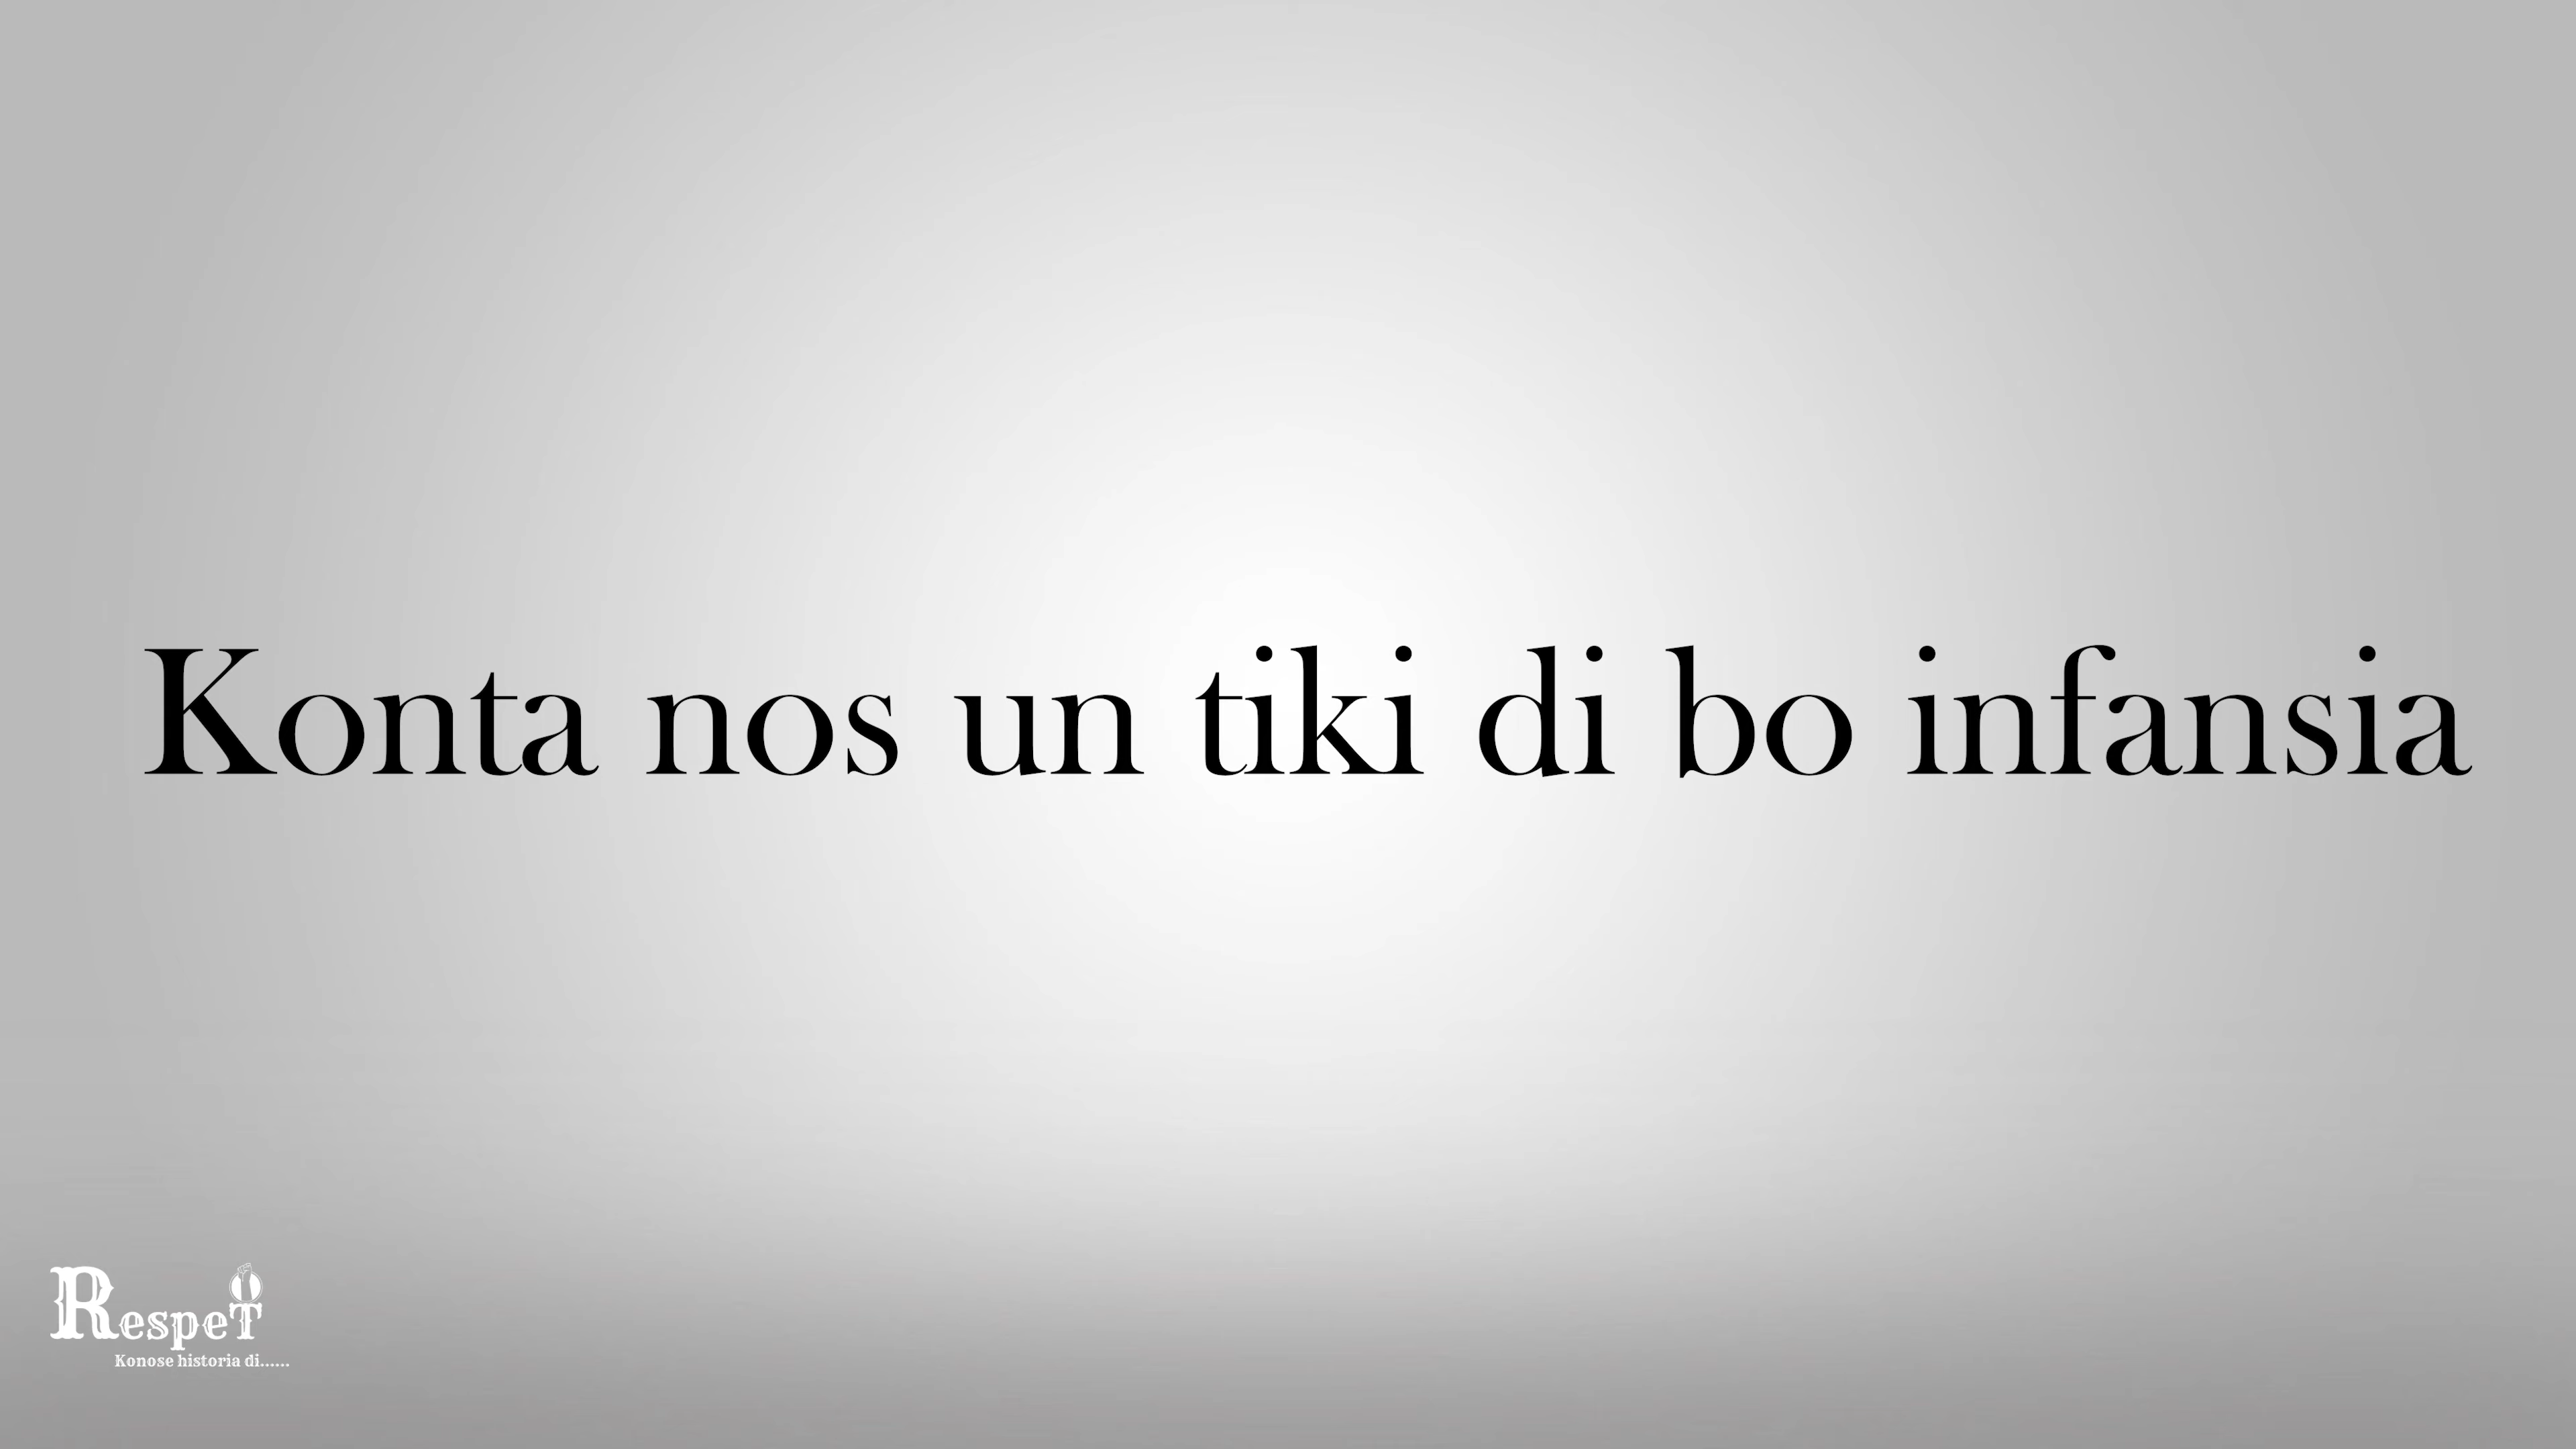 Konta nos un tiki di bo infansia
RespeT
Konose historia di......